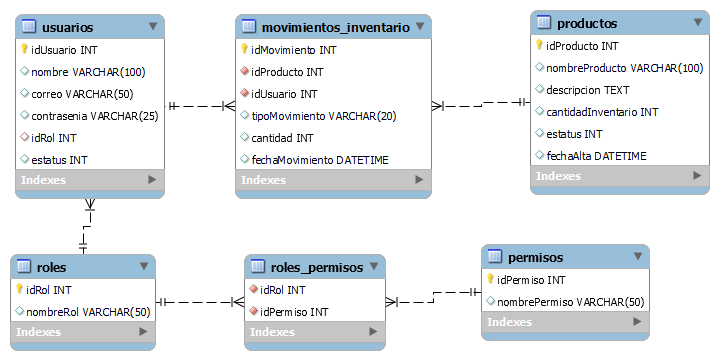 usuarios
idUsuario INT
nombre VARCHAR(100)
correo VARCHAR(50)
contrasenia VARCHAR(25)
idRol INT
estatus INT
Indexes
movimientos_inventario
idMovimiento INT
idProducto INT
idUsuario INT
tipoMovimiento VARCHAR(20)
cantidad INT
fechaMovimiento DATETIME
Indexes
productos
idProducto INT
nombreProducto VARCHAR(100)
descripcion TEXT
cantidadInventario INT
estatus INT
fechaAlta DATETIME
Indexes
roles
idRol INT
nombreRol VARCHAR(50)
Indexes
roles_permisos
idRol INT
idPermiso INT
Indexes
permisos
idPermiso INT
nombrePermiso VARCHAR(50)
Indexes